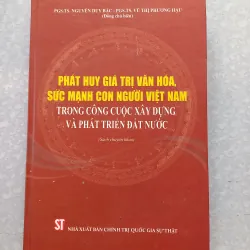 PGS.TS. NGUYỄN DUY BẮC - PGS.TS. VŨ THỊ PHƯƠNG HẬU
(Đồng chủ biên)
PHÁT HUY GIÁ TRỊ VĂN HÓA,
SỨC MẠNH CON NGƯỜI VIỆT NAM
TRONG CÔNG CUỘC XÂY DỰNG
VÀ PHÁT TRIỂN ĐẤT NƯỚC
(Sách chuyên khảo)
ST NHÀ XUẤT BẢN CHÍNH TRỊ QUỐC GIA SỰ THẬT